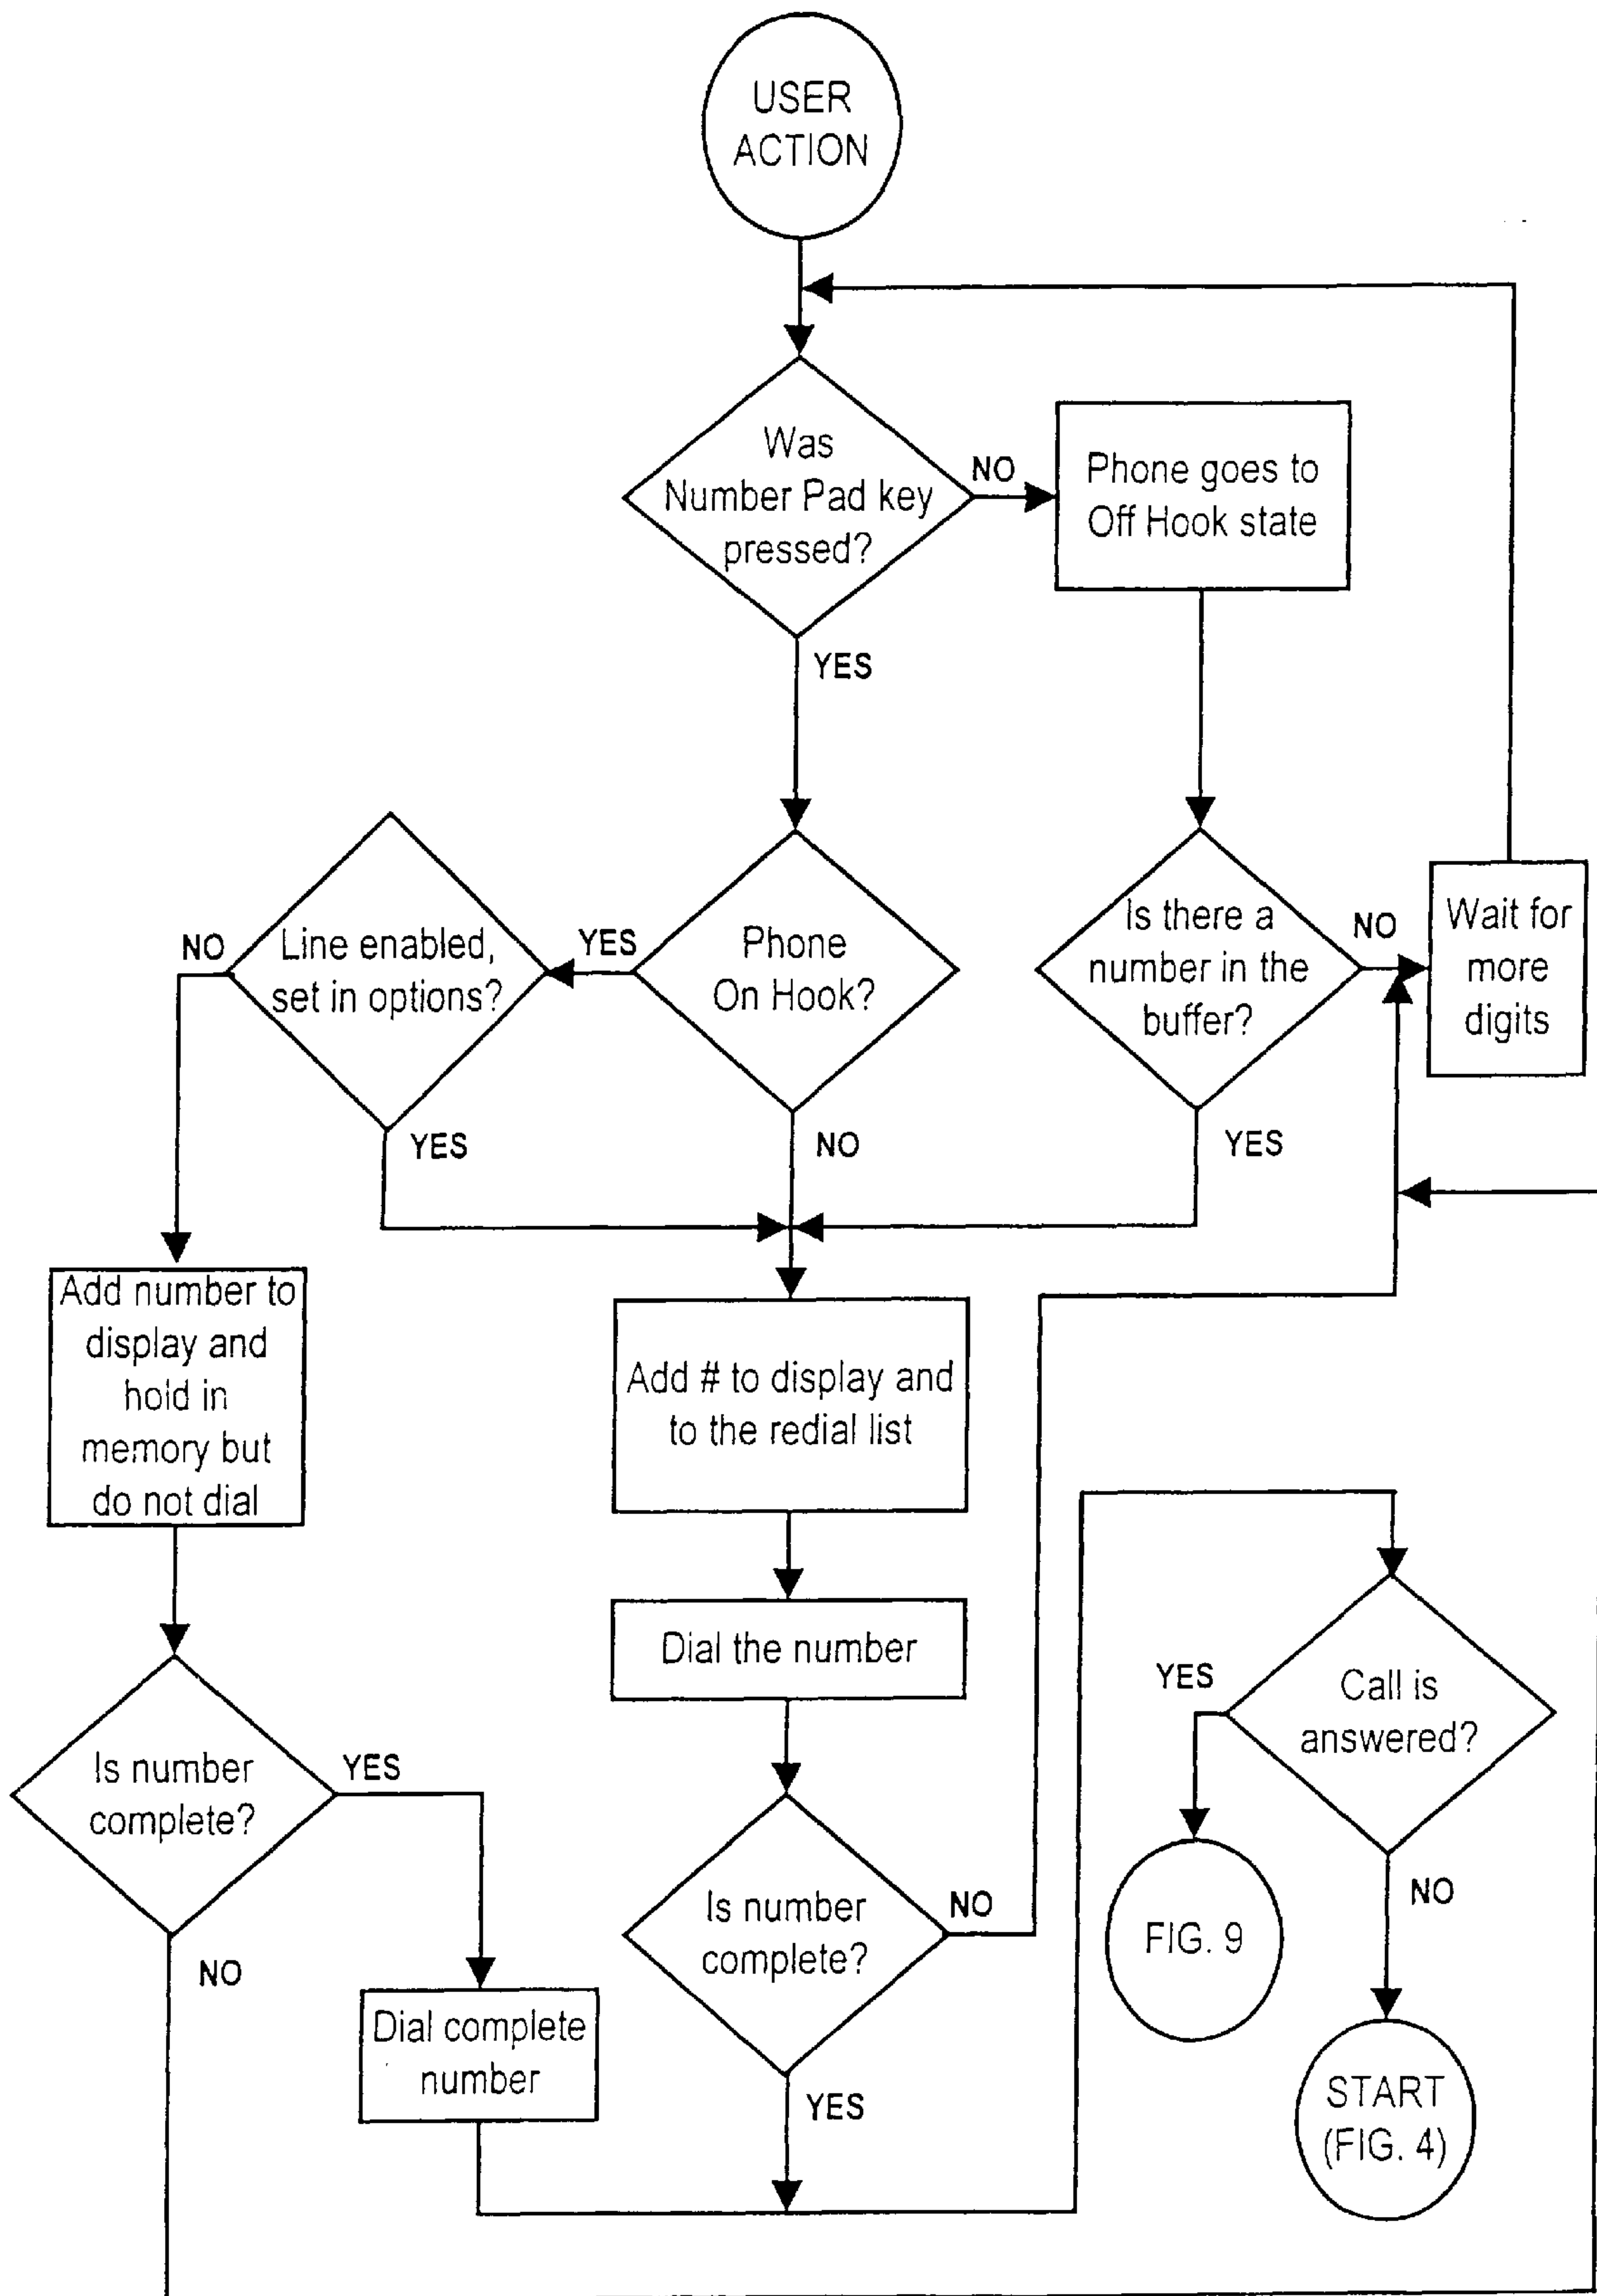 USER
ACTION
Was
Number Pad key
pressed?
NO
Phone goes to
Off Hook state
YES
Line enabled,
set in options?
NO
YES
YES
Phone
On Hook?
NO
Is there a
number in the
buffer?
NO
YES
Wait for
more
digits
Add number to
display and
hold in
memory but
do not dial
Add # to display and
to the redial list
Dial the number
Is number
complete?
YES
NO
Dial complete
number
Is number
complete?
NO
YES
Call is
answered?
YES
NO
FIG. 9
START
(FIG. 4)